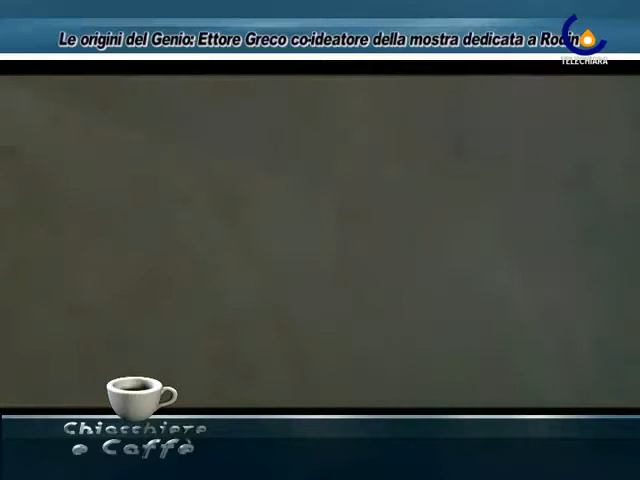 Le origini del Genio: Ettore Greco co-ideatore della mostra dedicata a Rodin
TELECHIARA
Chiacchiere
e Caffè